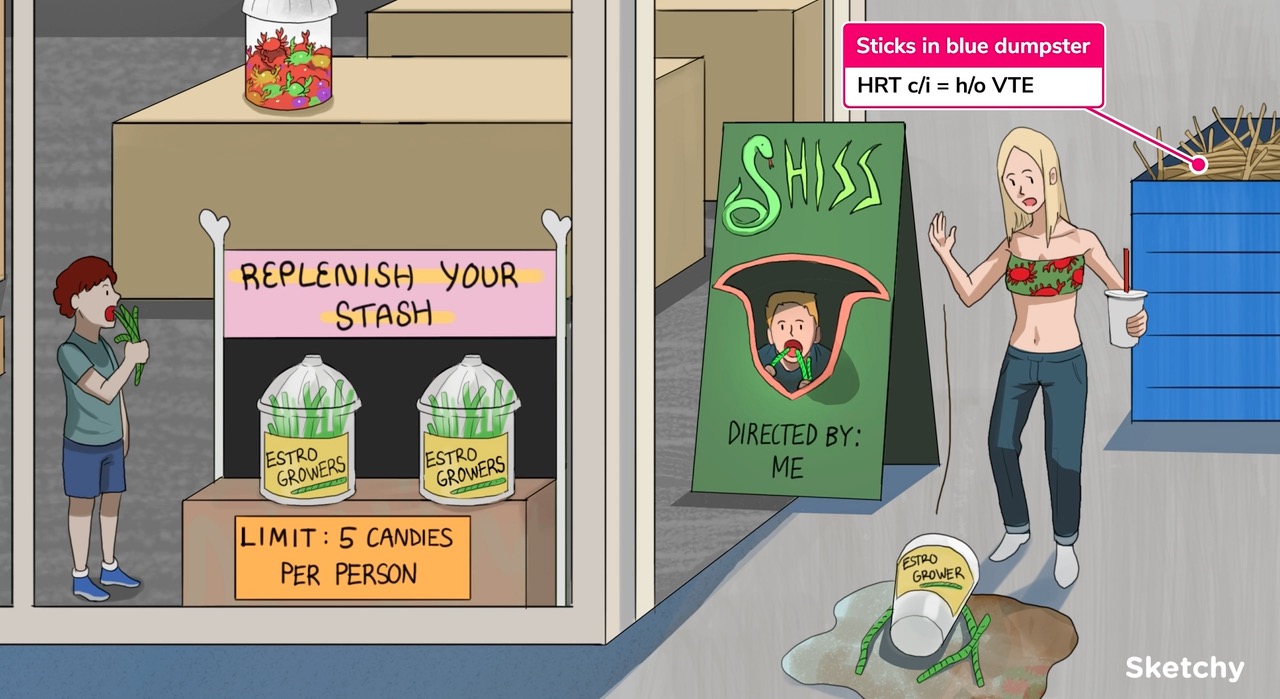 REPLENISH YOUR
STASH
ESTRO
GROWERS
ESTRO
GROWERS
LIMIT: 5 CANDIES
PER PERSON
SHISS
DIRECTED BY:
ME
Sticks in blue dumpster
HRT c/i = h/o VTE
ESTRO
GROWER
Sketchy